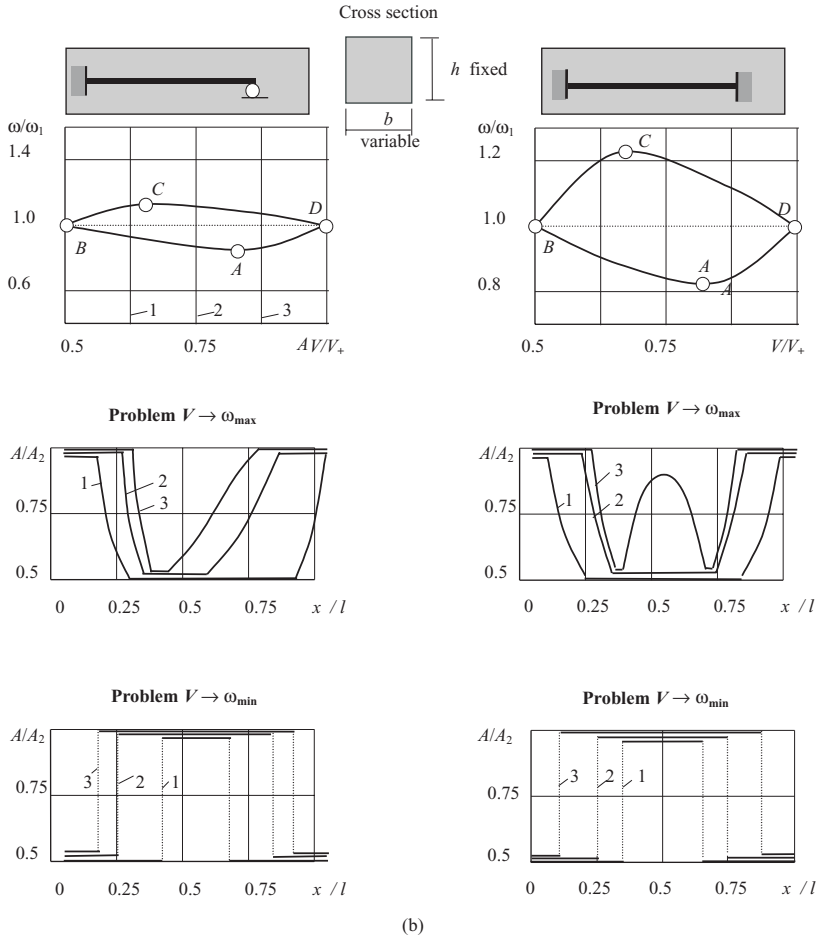 Cross section
h fixed
b
variable
ω/ω1
1.4
1.0
0.6
C
D
B
A
1
2
3
0.5
0.75
A V/V+
ω/ω1
1.2
1.0
0.8
C
D
B
A
A
0.5
0.75
V/V+
Problem V → ωmax
A/A2
0.75
0.5
1
2
3
0
0.25
0.5
0.75
x / l
Problem V → ωmax
A/A2
0.75
0.5
1
3
2
0
0.25
0.5
0.75
x / l
Problem V → ωmin
A/A2
0.75
0.5
3
2
1
0
0.25
0.5
0.75
x / l
Problem V → ωmin
A/A2
0.75
0.5
3
2
1
0
0.25
0.5
0.75
x / l
(b)